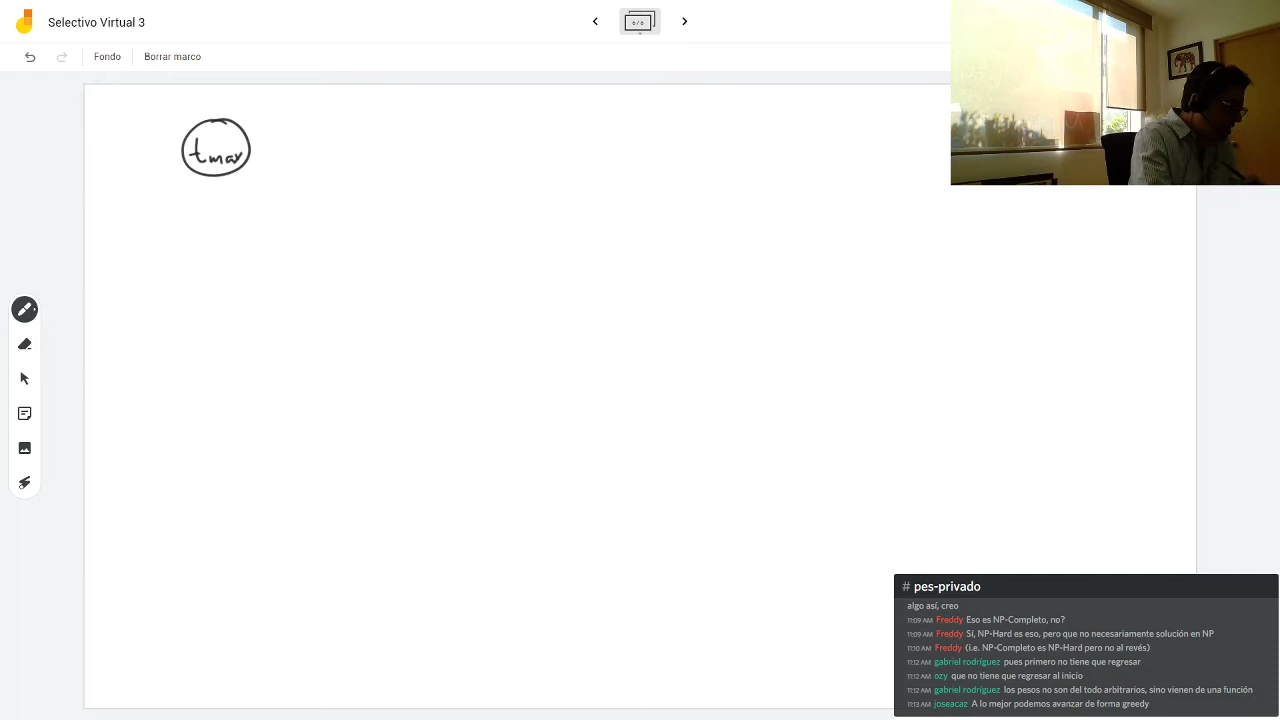 Selectivo Virtual 3
6 / 6
Fondo
Borrar marco
tmax
# pes-privado
algo así, creo
11:09 AM Freddy Eso es NP-Completo, no?
11:09 AM Freddy Sí, NP-Hard es eso, pero que no necesariamente solución en NP
11:10 AM Freddy (i.e. NP-Completo es NP-Hard pero no al revés)
11:12 AM gabriel rodríguez pues primero no tiene que regresar
11:12 AM ozy que no tiene que regresar al inicio
11:12 AM gabriel rodríguez los pesos no son del todo arbitrarios, sino vienen de una función
11:13 AM joseacaz A lo mejor podemos avanzar de forma greedy